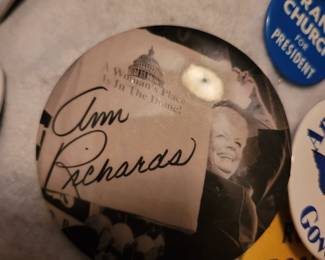 A Woman's Place
Is In The Dome!
Ann
Richards
CHURCH
FOR
PRESIDENT